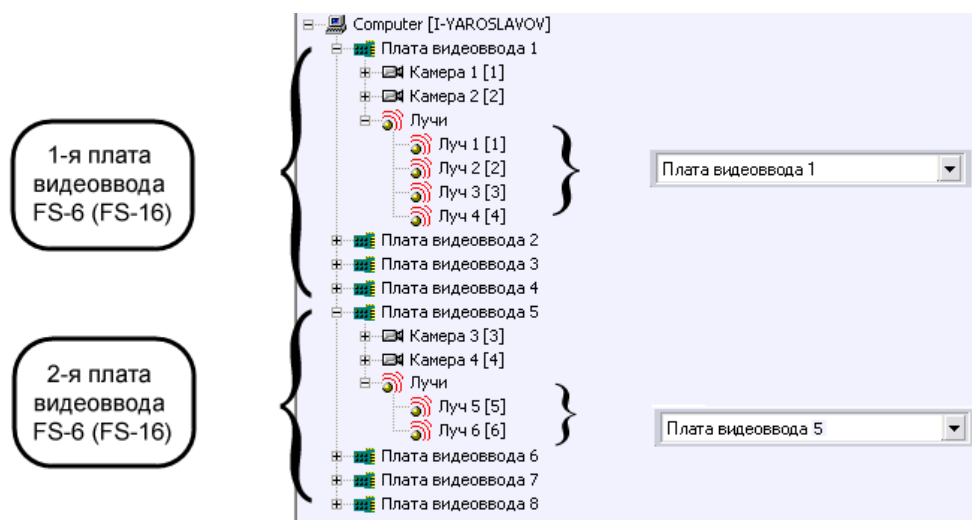 Computer [I-YAROSLAVOV]
Плата видеоввода 1
Камера 1 [1]
Камера 2 [2]
Лучи
Луч 1 [1]
Луч 2 [2]
Луч 3 [3]
Луч 4 [4]
Плата видеоввода 2
Плата видеоввода 3
Плата видеоввода 4
Плата видеоввода 5
Камера 3 [3]
Камера 4 [4]
Лучи
Луч 5 [5]
Луч 6 [6]
Плата видеоввода 6
Плата видеоввода 7
Плата видеоввода 8
1-я плата
видеоввода
FS-6 (FS-16)
2-я плата
видеоввода
FS-6 (FS-16)
Плата видеоввода 1
Плата видеоввода 5